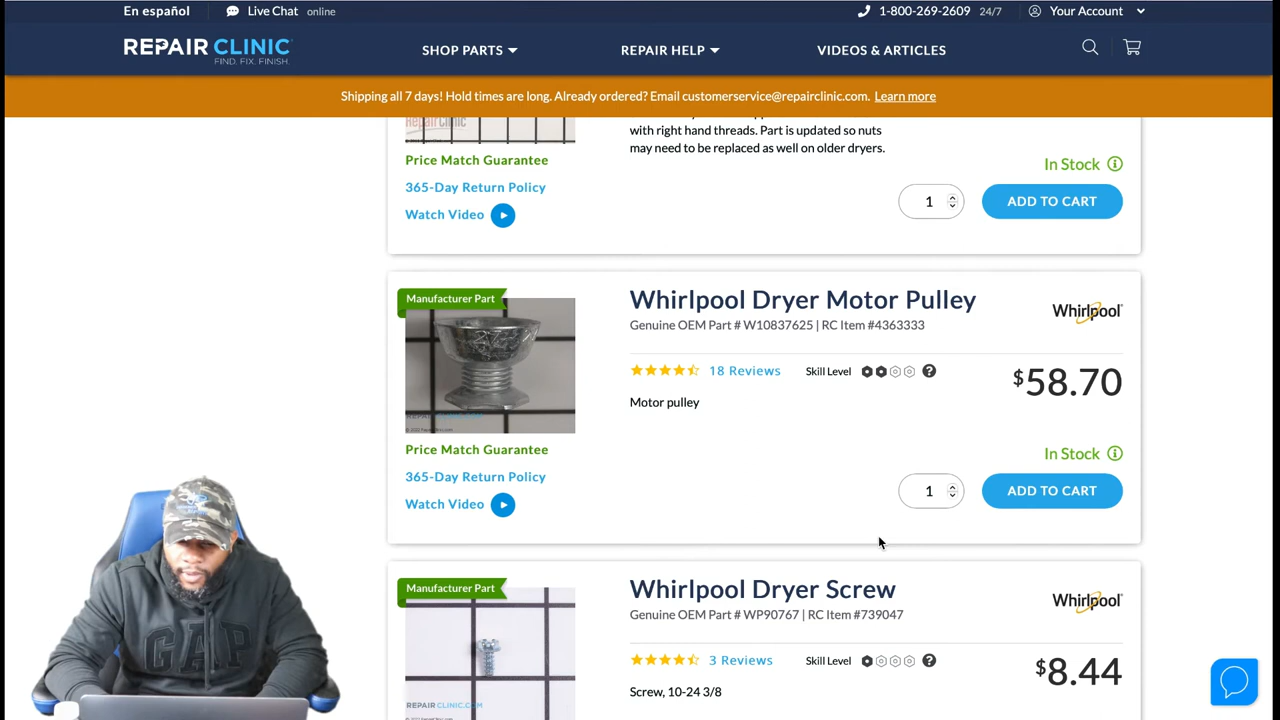 En español
Live Chat online
1-800-269-2609 24/7
Your Account
REPAIR CLINIC
FIND. FIX. FINISH.
SHOP PARTS
REPAIR HELP
VIDEOS & ARTICLES
Shipping all 7 days! Hold times are long. Already ordered? Email customerservice@repairclinic.com. Learn more
with right hand threads. Part is updated so nuts
may need to be replaced as well on older dryers.
Price Match Guarantee
365-Day Return Policy
Watch Video
In Stock
1
ADD TO CART
Manufacturer Part
Whirlpool Dryer Motor Pulley
Genuine OEM Part # W10837625 | RC Item #4363333
Whirlpool
18 Reviews
Skill Level
$58.70
Motor pulley
Price Match Guarantee
365-Day Return Policy
Watch Video
In Stock
1
ADD TO CART
Manufacturer Part
Whirlpool Dryer Screw
Genuine OEM Part # WP90767 | RC Item #739047
Whirlpool
3 Reviews
Skill Level
$8.44
Screw, 10-24 3/8
REPAIRCLINIC.COM
GAP